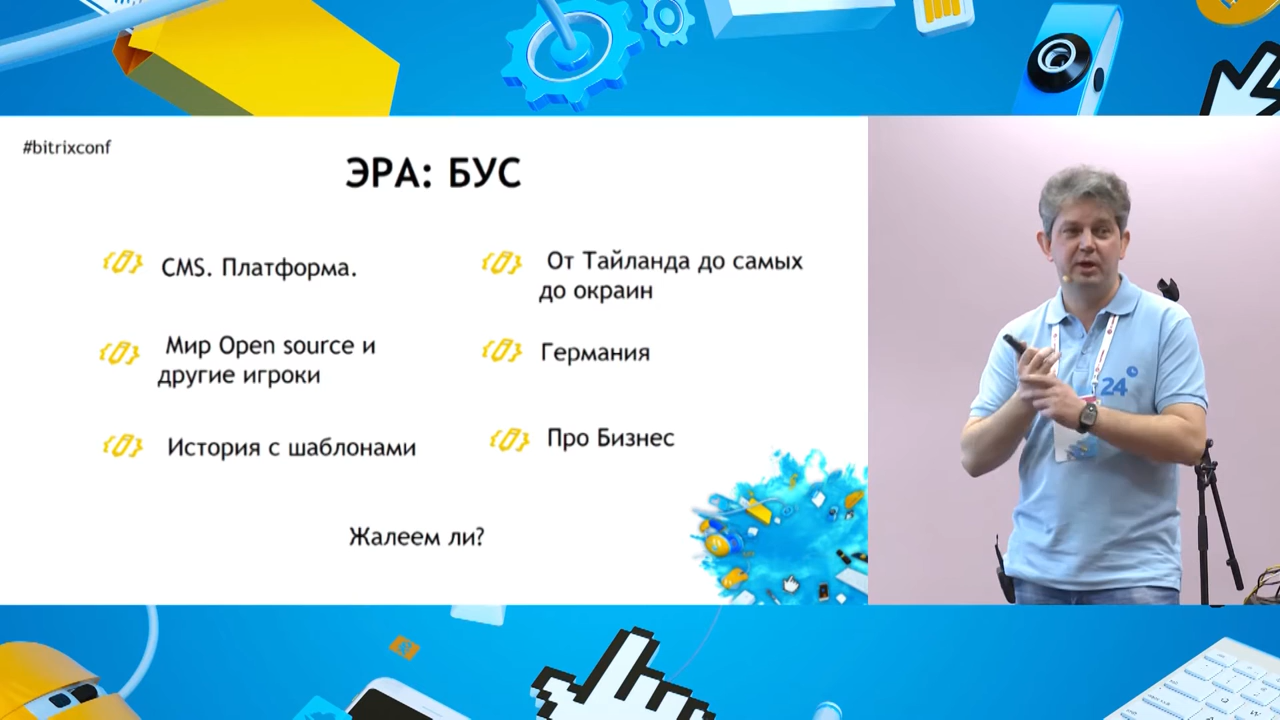 #bitrixconf
ЭРА: БУС
CMS. Платформа.
Мир Open source и
другие игроки
История с шаблонами
От Тайланда до самых
до окраин
Германия
Про Бизнес
Жалеем ли?
24